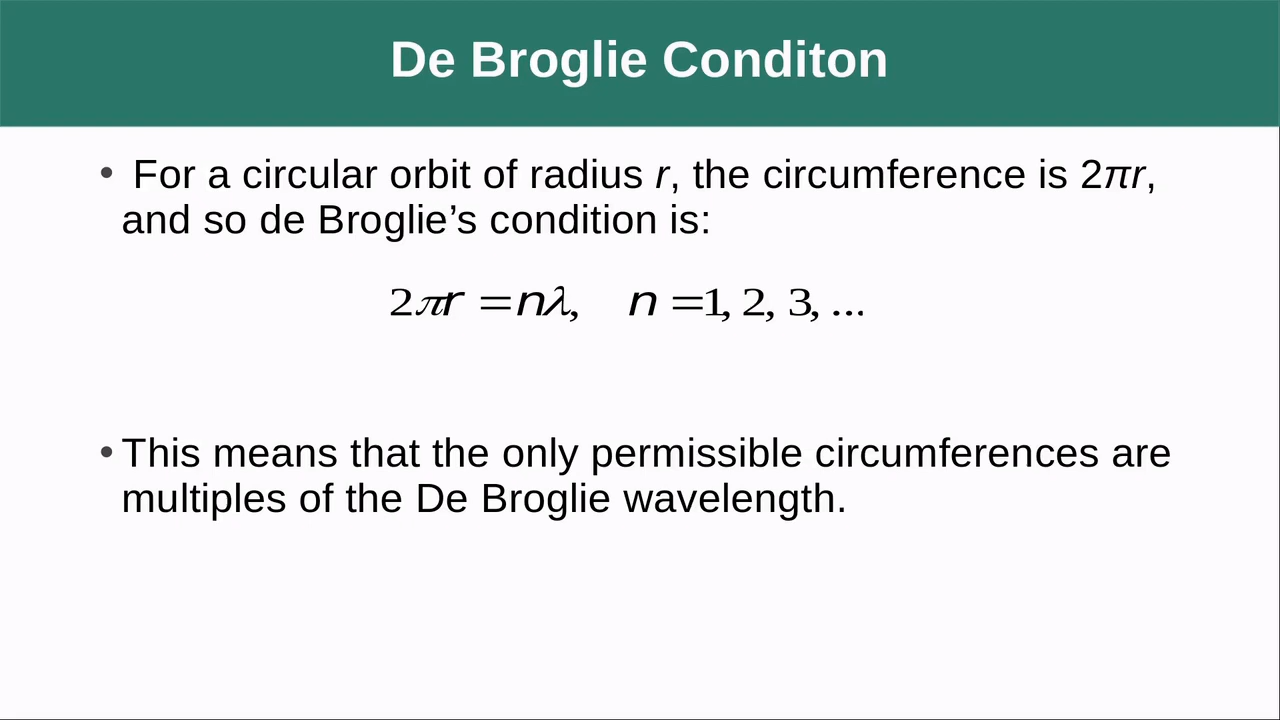 De Broglie Conditon
• For a circular orbit of radius r, the circumference is 2πr,
and so de Broglie’s condition is:
2πr = nλ, n = 1, 2, 3, ...
• This means that the only permissible circumferences are
multiples of the De Broglie wavelength.